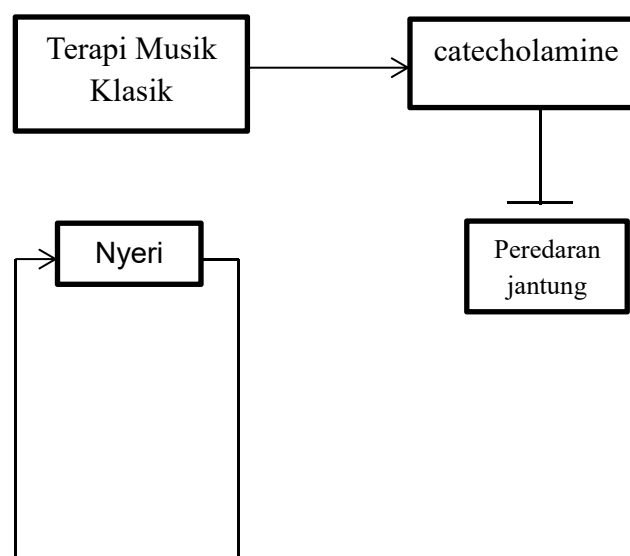 Terapi Musik
Klasik
catecholamine
Nyeri
Peredaran
jantung